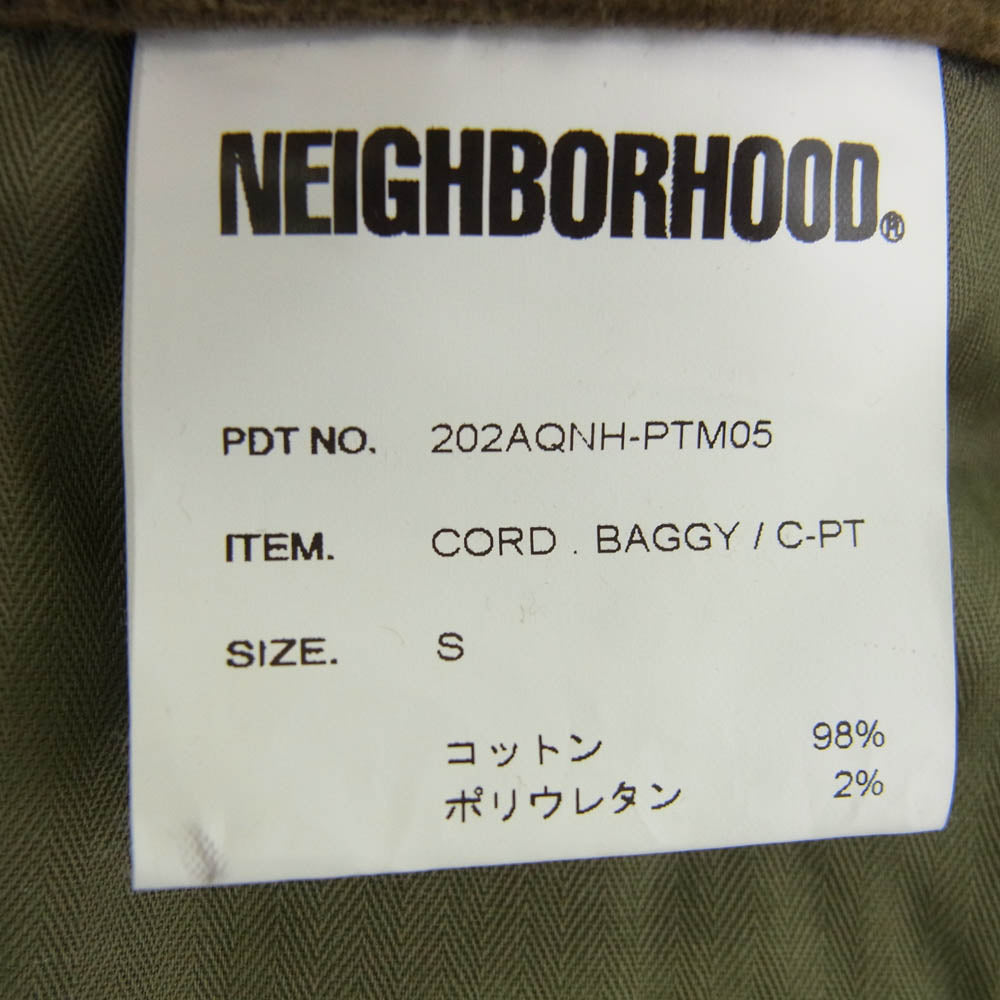 NEIGHBORHOOD®
PDT NO. 202AQNH-PTM05
ITEM. CORD . BAGGY / C-PT
SIZE. S
コットン 98%
ポリウレタン 2%